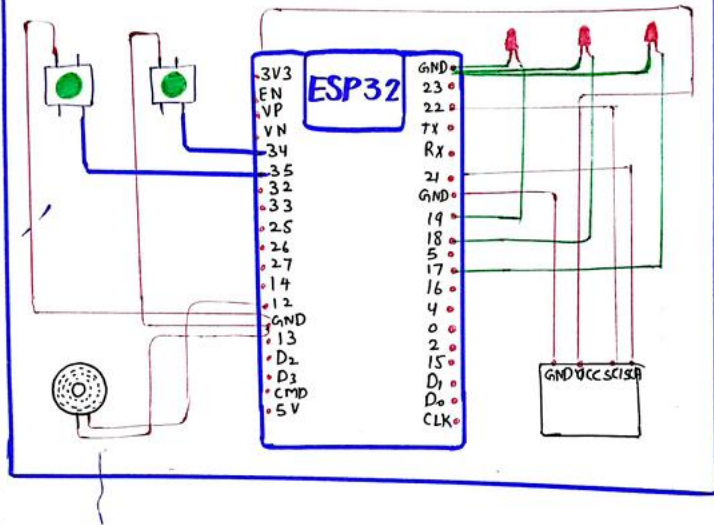 ESP32
3V3
EN
VP
VN
34
35
32
33
25
26
27
14
12
GND
13
D2
D3
CMD
5V
GND
23
22
TX
RX
21
GND
19
18
5
17
16
4
0
2
15
D1
D0
CLK
GND VCC SCL SDA